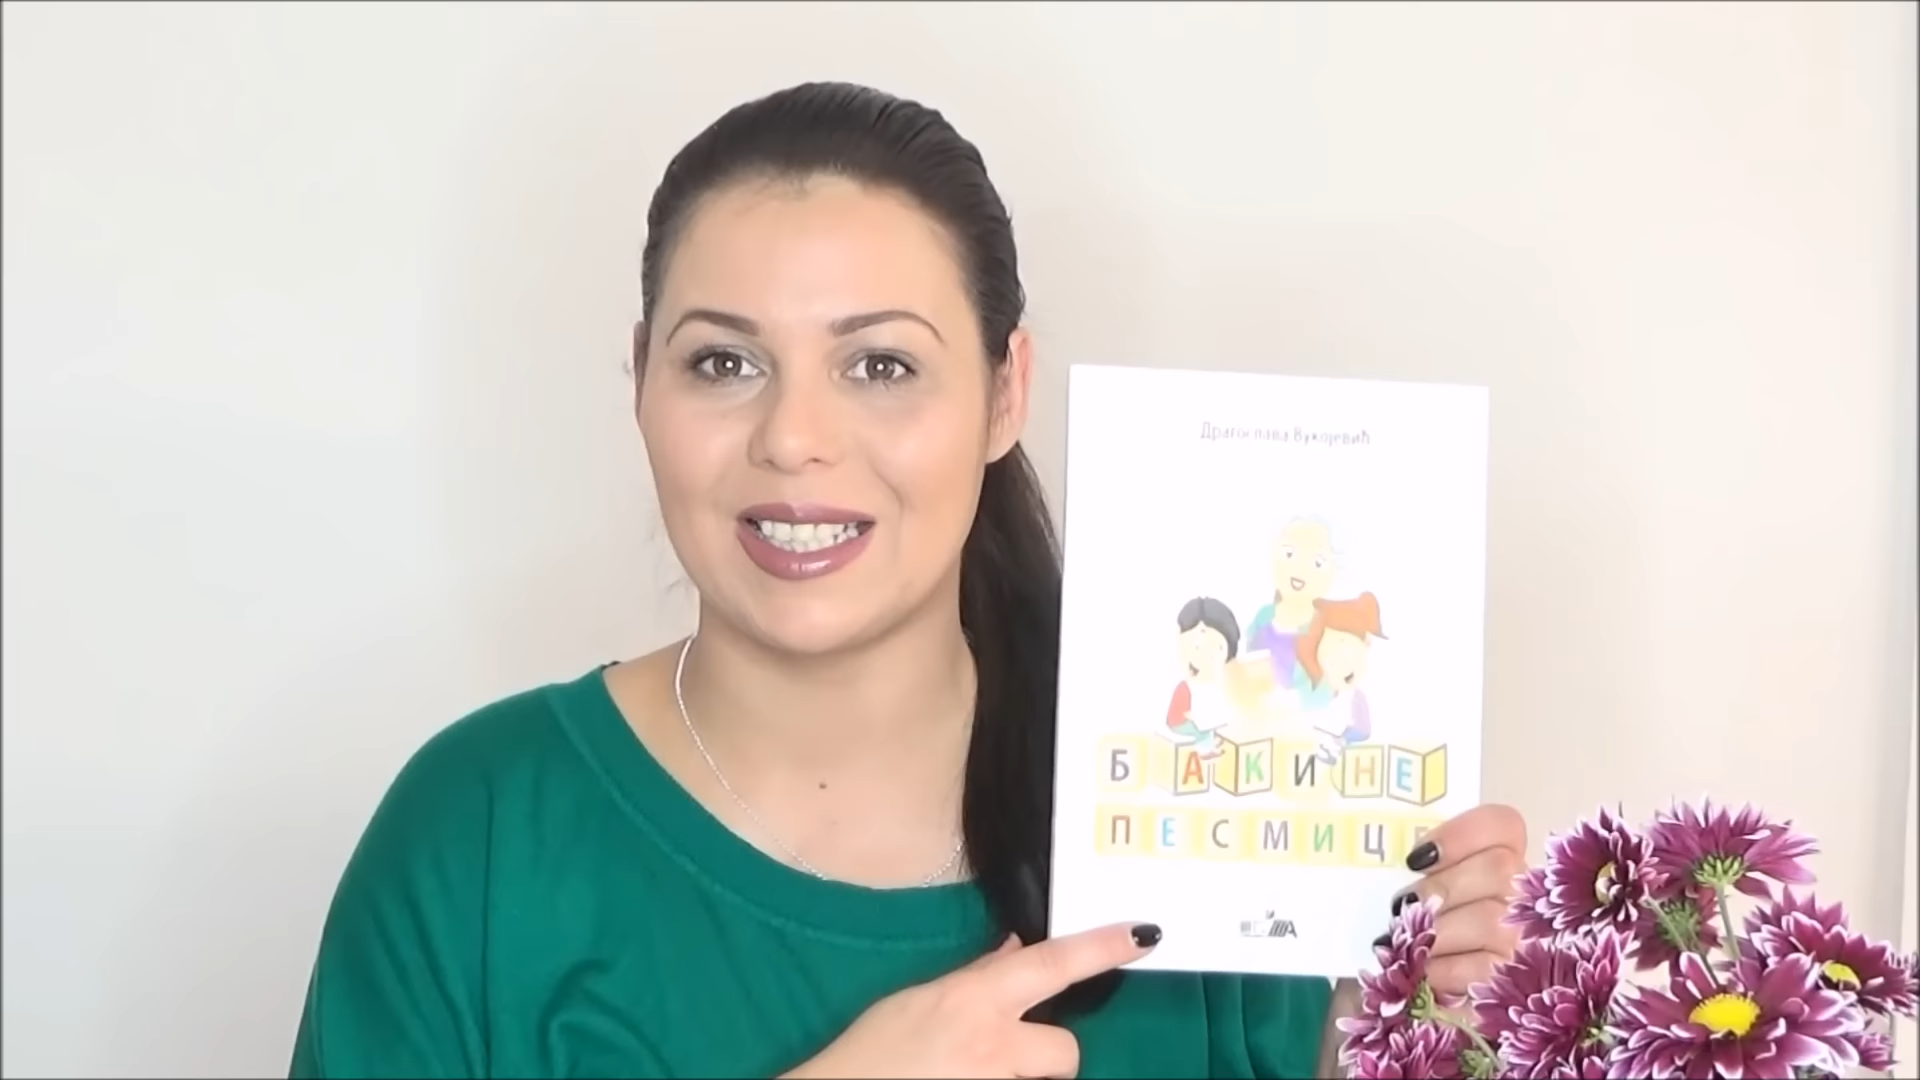 Драгослава Вукојевић
БАКИНЕ
ПЕСМИЦЕ